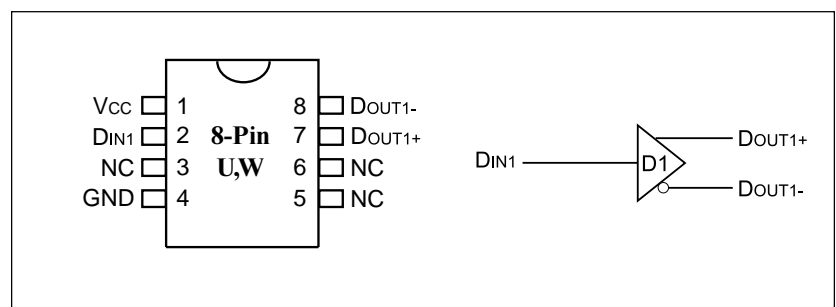 Vcc 1 8 DOUT1-
DIN1 2 8-Pin 7 DOUT1+
NC 3 U,W 6 NC
GND 4 5 NC
DIN1 D1 DOUT1+
DOUT1-